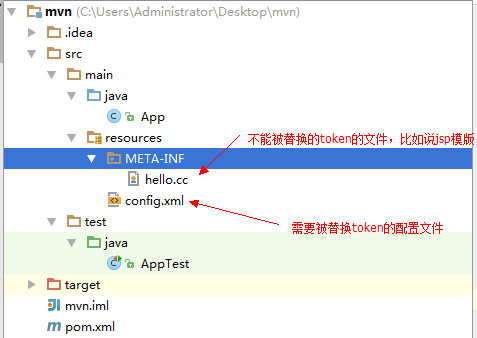 mvn (C:\Users\Administrator\Desktop\mvn)
.idea
src
main
java
App
resources
不能被替换的token的文件，比如说jsp模版
META-INF
hello.cc
config.xml
需要被替换token的配置文件
test
java
AppTest
target
mvn.iml
pom.xml